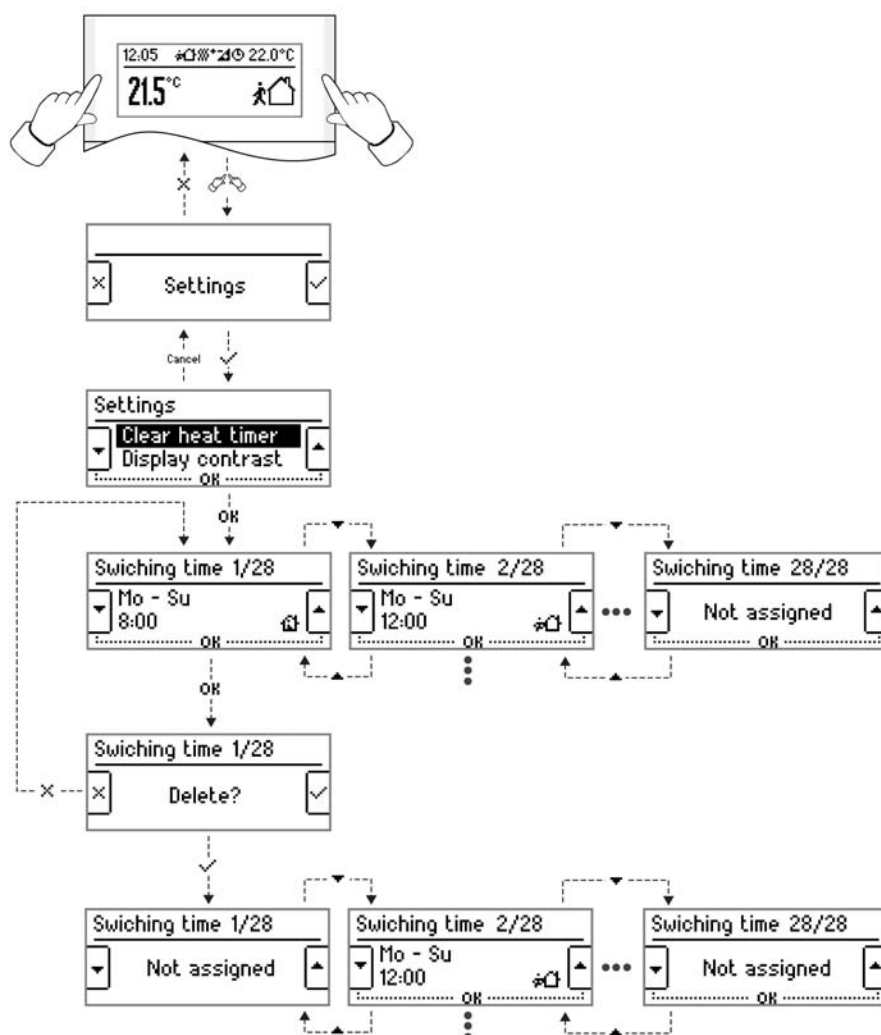 12:05 22.0°C
21.5°C
Settings
Cancel
Settings
Clear heat timer
Display contrast
OK
OK
Swiching time 1/28
Mo - Su
8:00
OK
Swiching time 2/28
Mo - Su
12:00
OK
Swiching time 28/28
Not assigned
OK
OK
Swiching time 1/28
Delete?
Swiching time 1/28
Not assigned
Swiching time 2/28
Mo - Su
12:00
OK
Swiching time 28/28
Not assigned
OK